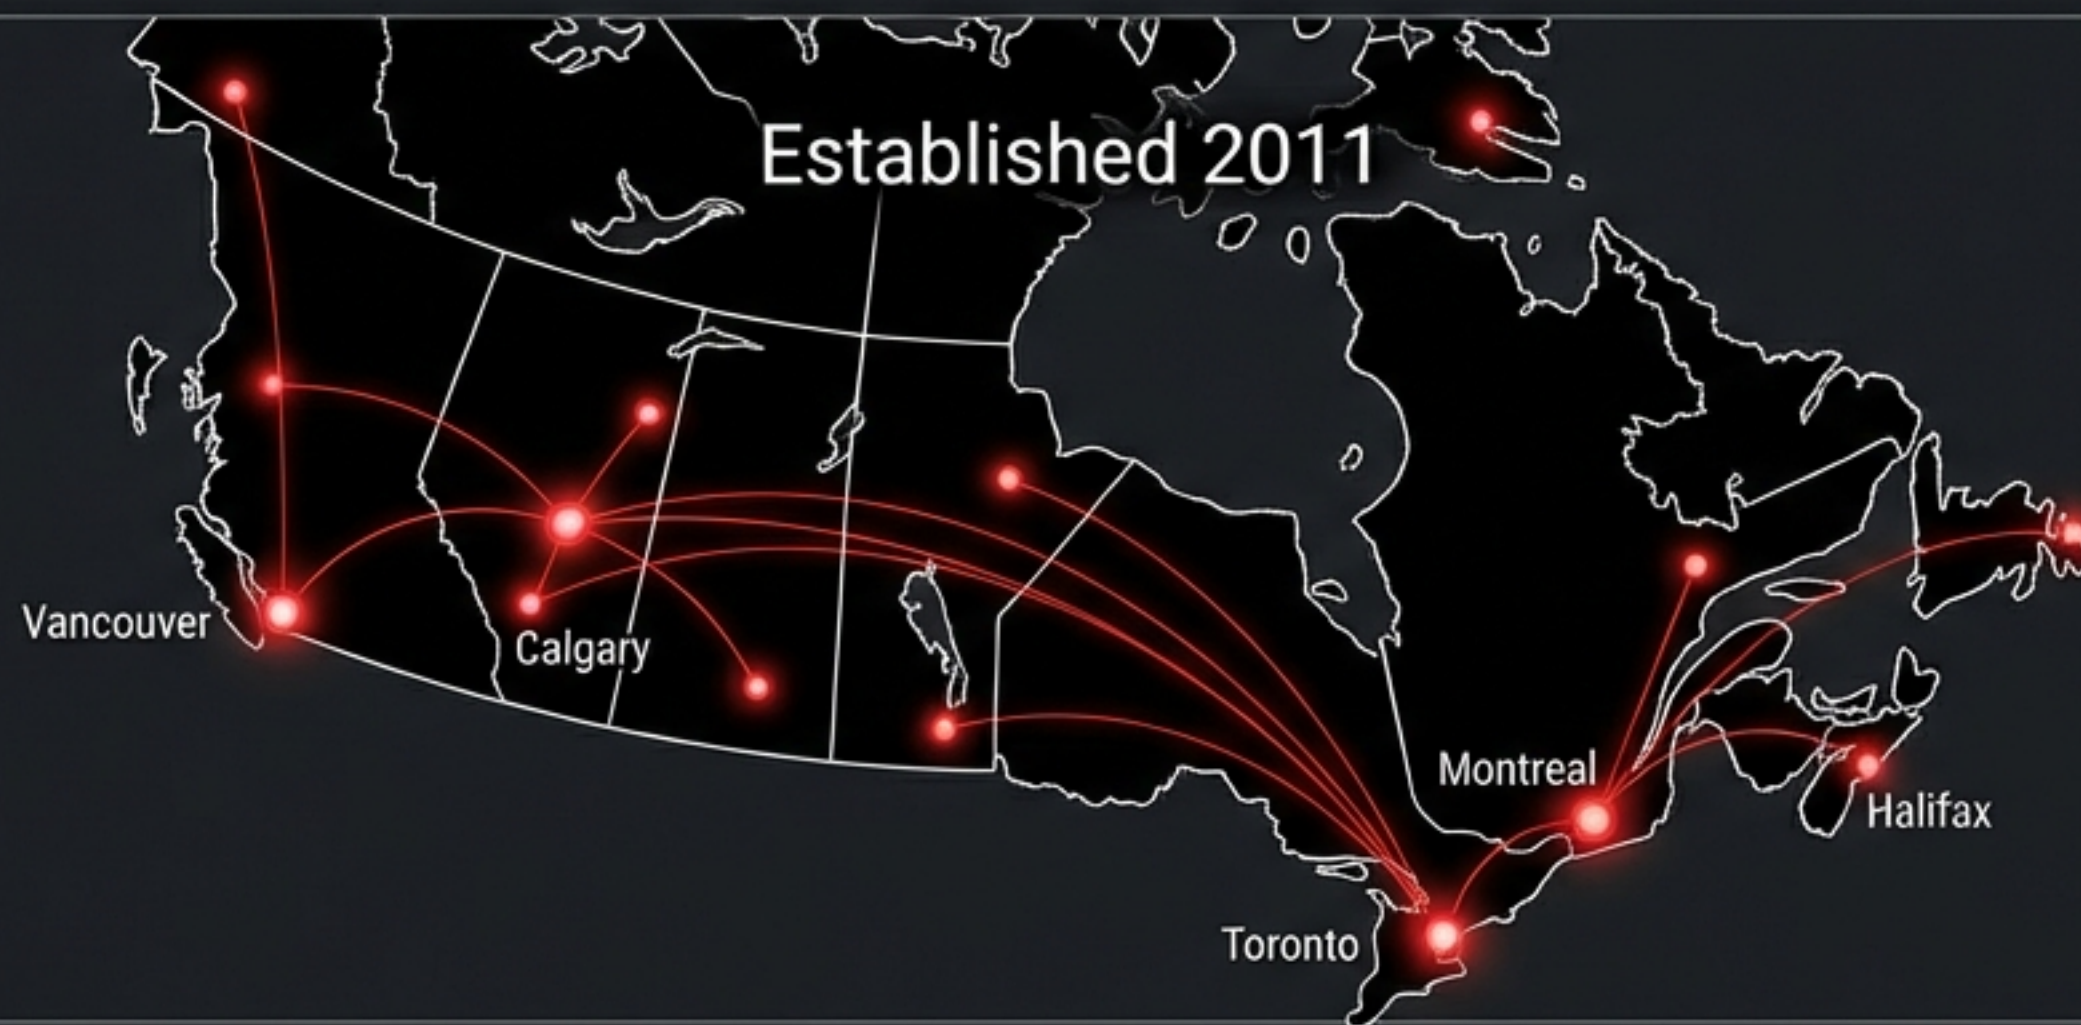 Established 2011
Vancouver
Calgary
Montreal
Halifax
Toronto